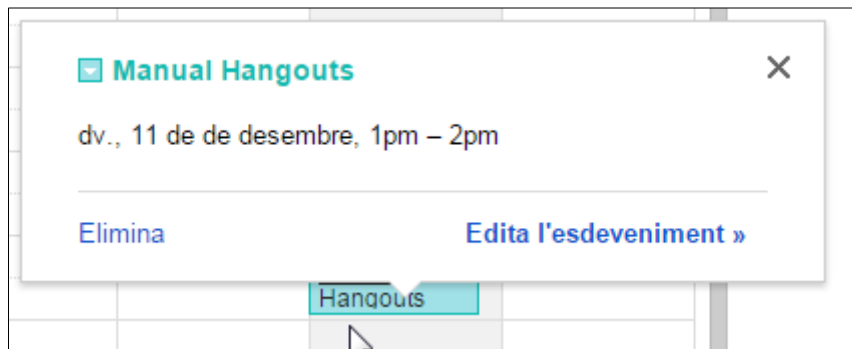 Manual Hangouts
dv., 11 de de desembre, 1pm – 2pm
Elimina
Edita l'esdeveniment »
Hangouts